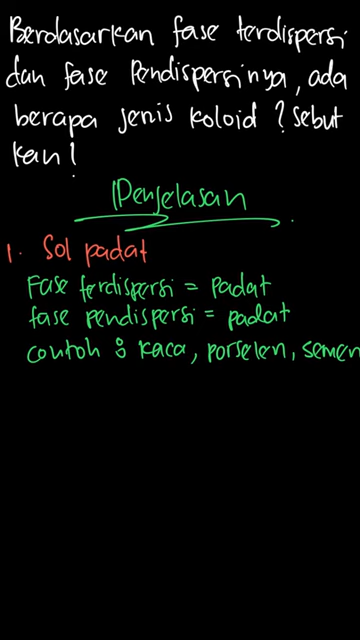 Berdasarkan fase terdispersi
dan fase Pendispersinya, ada
berapa jenis koloid ? Sebut
kan !
Penjelasan
1. Sol padat
Fase terdispersi = Padat
fase pendispersi = padat
contoh : kaca, porselen, semen